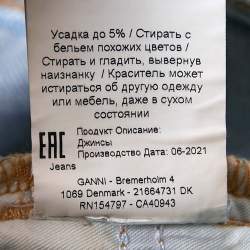 Усадка до 5% / Стирать с
бельем похожих цветов /
Стирать и гладить, вывернув
наизнанку / Краситель может
истираться об другую одежду
или мебель, даже в сухом
состоянии
EAC
Продукт Описание:
Джинсы
Производство Дата: 06-2021
Jeans
GANNI - Bremerholm 4
1069 Denmark - 21664731 DK
RN154797 - CA40943